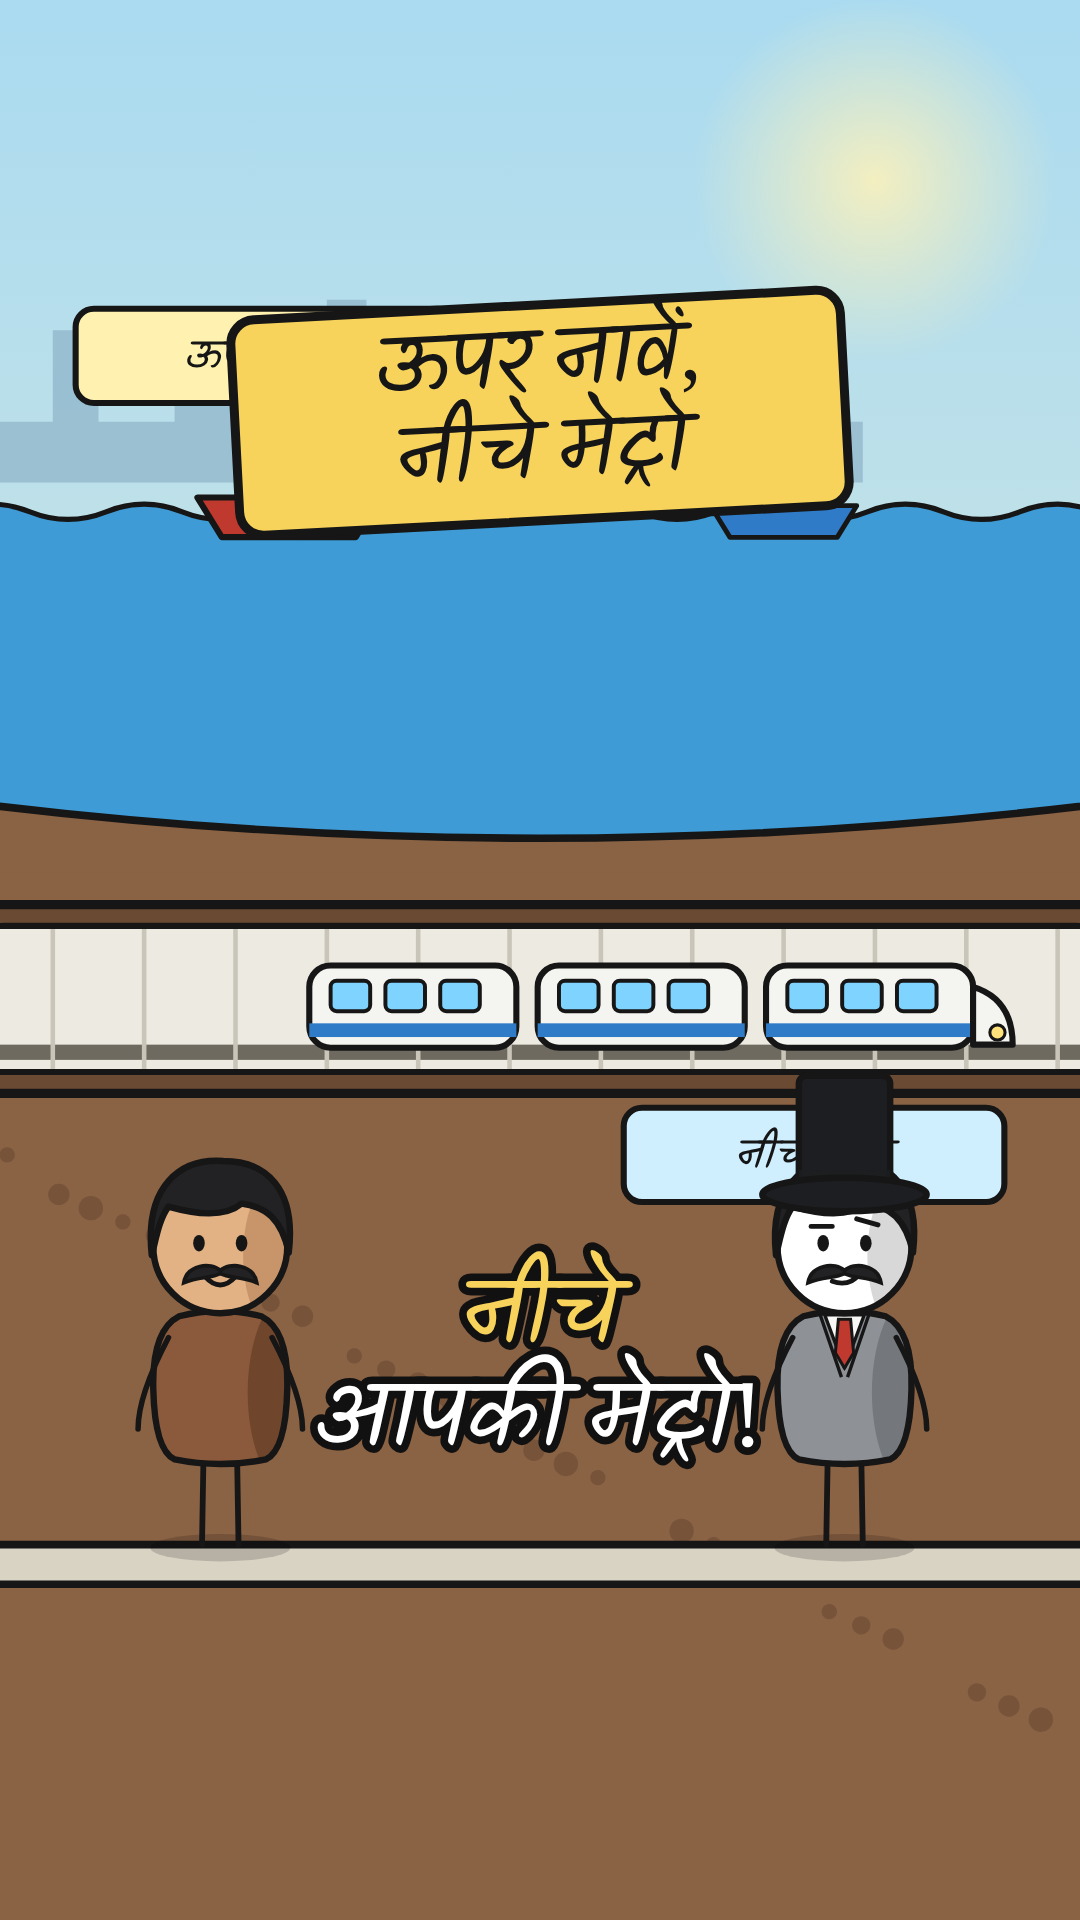 ऊपर नावें,
नीचे मेट्रो
नीचे
आपकी मेट्रो!